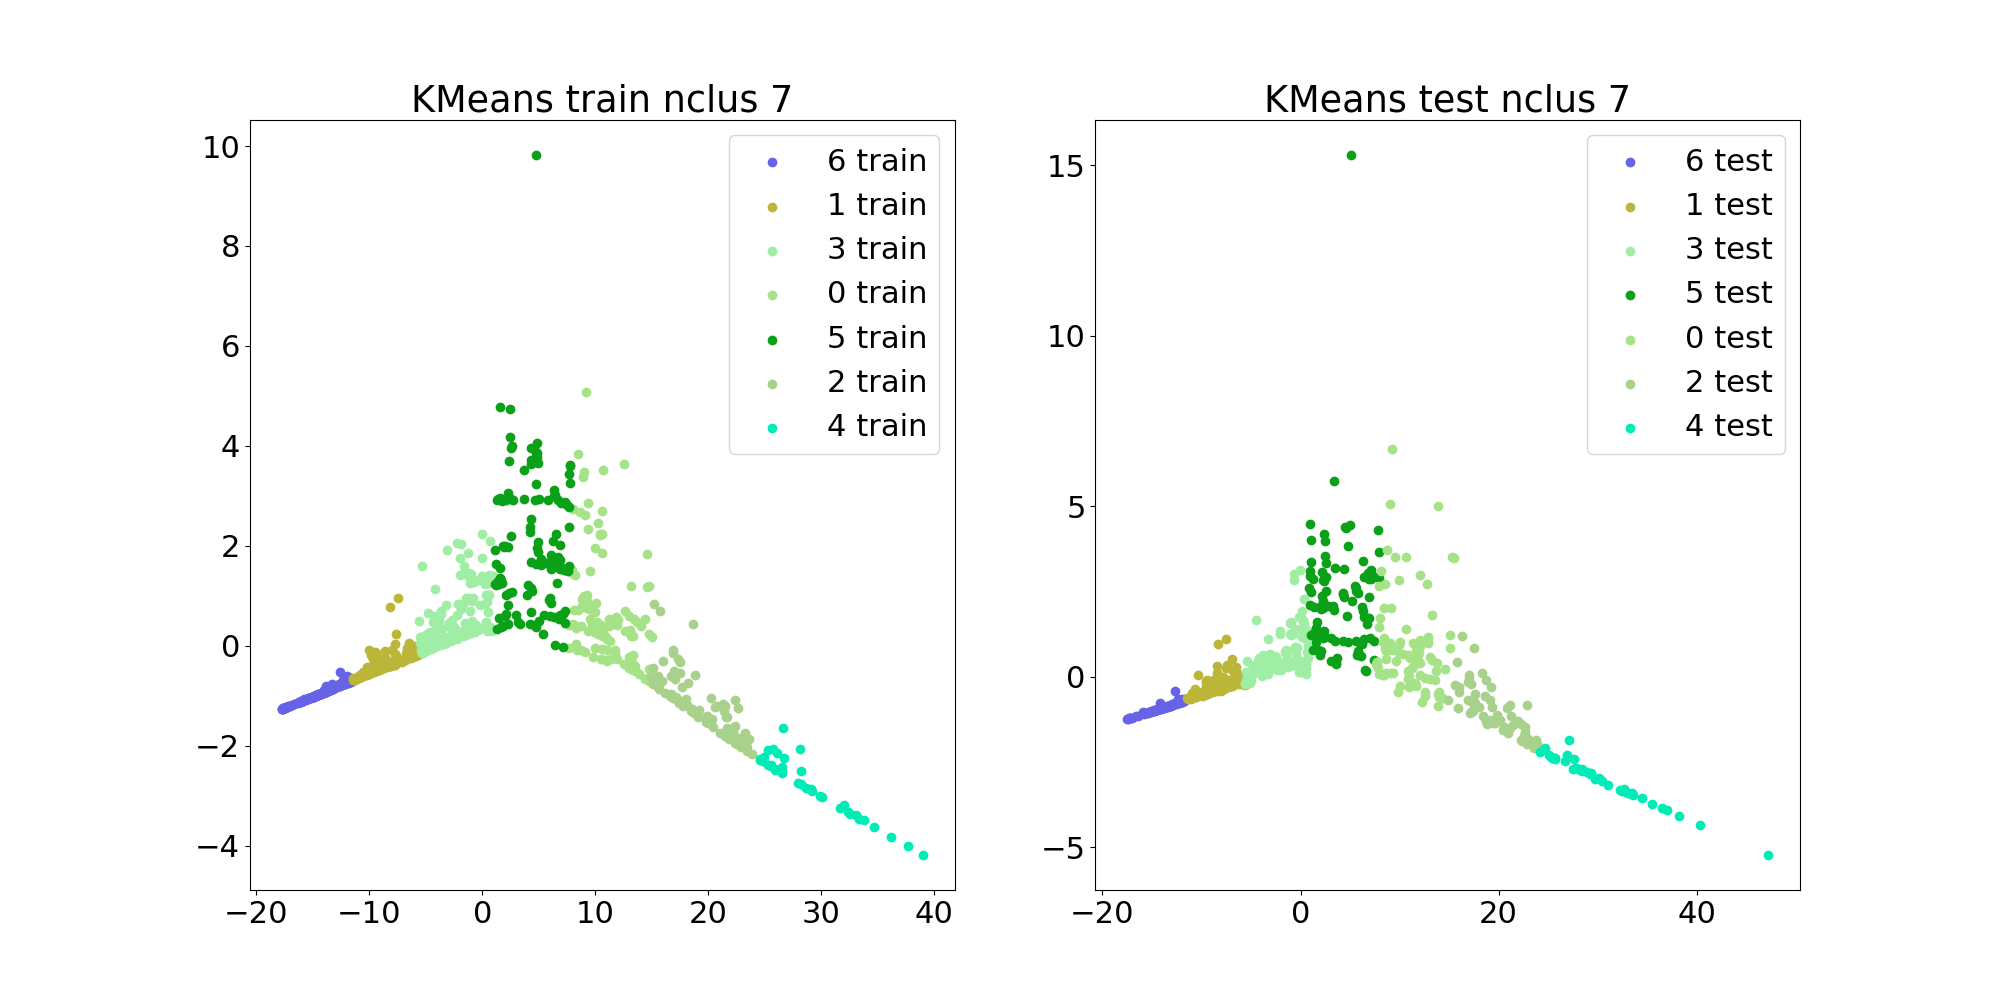 KMeans train nclus 7
10
8
6
4
2
0
−2
−4
−20
−10
0
10
20
30
40
6 train
1 train
3 train
0 train
5 train
2 train
4 train
KMeans test nclus 7
15
10
5
0
−5
−20
0
20
40
6 test
1 test
3 test
5 test
0 test
2 test
4 test